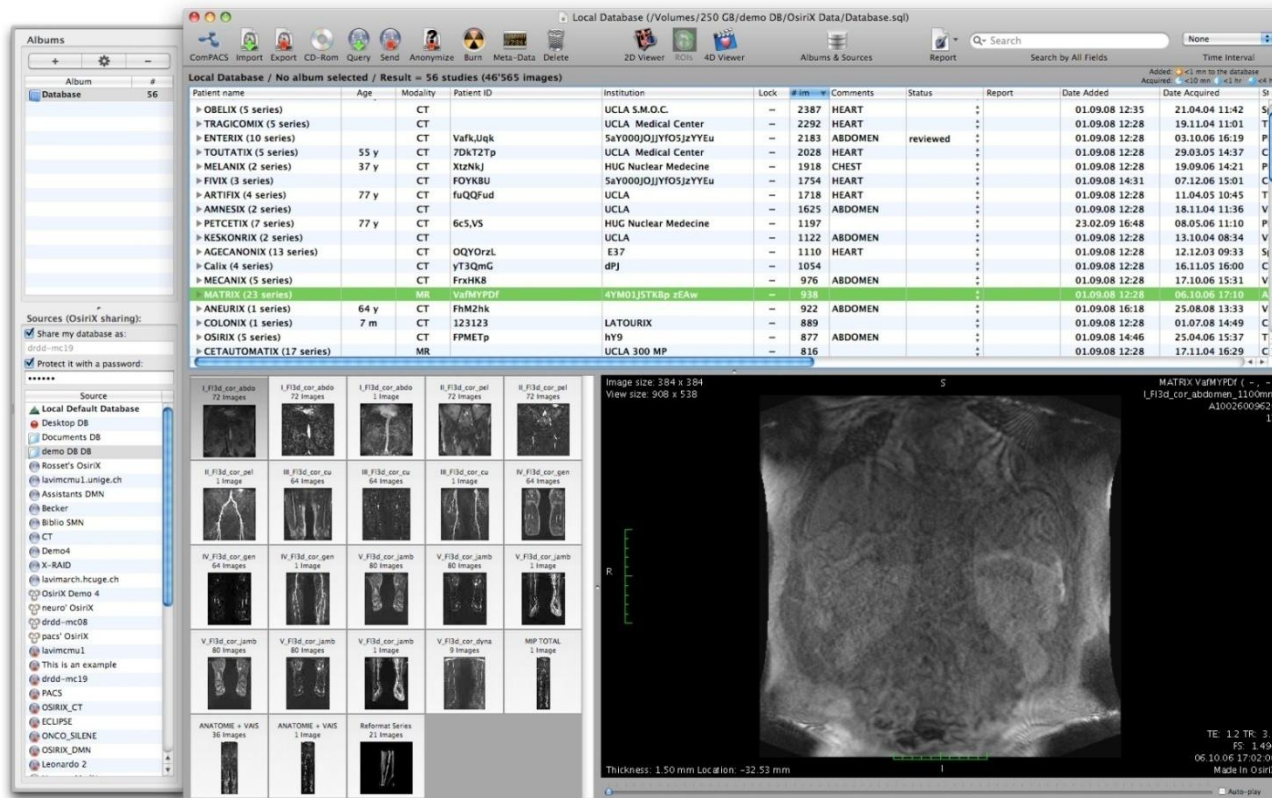 Local Database (/Volumes/250 GB/demo DB/OsiriX Data/Database.sql)
Albums
+ −
Album #
Database 56
ComPACS Import Export CD-Rom Query Send Anonymize Burn Meta-Data Delete 2D Viewer ROIs 4D Viewer Albums & Sources Report Search by All Fields Time Interval
Search
None
Local Database / No album selected / Result = 56 studies (46'565 images)
Added: <1 mn to the database
Acquired: <10 mn <1 hr <4 h
Patient name Age Modality Patient ID Institution Lock # im Comments Status Report Date Added Date Acquired St
OBELIX (5 series) CT UCLA S.M.O.C. – 2387 HEART 01.09.08 12:35 21.04.04 11:42 S
TRAGICOMIX (5 series) CT UCLA Medical Center – 2292 HEART 01.09.08 12:28 19.11.04 11:01 T
ENTERIX (10 series) CT Vafk,Uqk 5aY000JOJJYfO5JzYYEu – 2183 ABDOMEN reviewed 01.09.08 12:28 03.10.06 16:19 P
TOUTATIX (5 series) 55 y CT 7DkT2Tp UCLA Medical Center – 2028 HEART 01.09.08 12:28 29.03.05 14:37 C
MELANIX (2 series) 37 y CT XtzNkJ HUG Nuclear Medecine – 1918 CHEST 01.09.08 12:28 19.09.06 14:21 P
FIVIX (3 series) CT FOYKBU 5aY000JOJJYfO5JzYYEu – 1754 HEART 01.09.08 14:31 07.12.06 15:01 C
ARTIFIX (4 series) 77 y CT fuQQFud UCLA – 1718 HEART 01.09.08 12:28 11.04.05 10:45 T
AMNESIX (2 series) CT UCLA – 1625 ABDOMEN 01.09.08 12:28 18.11.04 11:36 V
PETCETIX (7 series) 77 y CT 6c5,VS HUG Nuclear Medecine – 1197 23.02.09 16:48 08.05.06 11:10 P
KESKONRIX (2 series) CT UCLA – 1122 ABDOMEN 01.09.08 12:28 13.10.04 08:34 V
AGECANONIX (13 series) CT OQYOrzL E37 – 1110 HEART 01.09.08 12:28 12.12.03 09:33 S
Calix (4 series) CT yT3QmG dPJ – 1054 01.09.08 12:28 16.11.05 16:00 C
MECANIX (5 series) CT FrxHK8 – 976 ABDOMEN 01.09.08 12:28 17.10.06 15:31 V
MATRIX (23 series) MR VafMYPDf 4YM01JSTKBp zEAw – 938 01.09.08 12:28 06.10.06 17:10 A
ANEURIX (1 series) 64 y CT FhM2hk – 922 ABDOMEN 01.09.08 16:18 25.08.08 13:33 V
COLONIX (1 series) 7 m CT 123123 LATOURIX – 889 01.09.08 12:28 01.07.08 14:49 C
OSIRIX (5 series) CT FPMETp hY9 – 877 ABDOMEN 01.09.08 14:46 25.04.06 15:37 T
CETAUTOMATIX (17 series) MR UCLA 300 MP – 816 01.09.08 12:28 17.11.04 16:29 C
Sources (OsiriX sharing):
Share my database as:
drdd-mc19
Protect it with a password:
••••••
Source
Local Default Database
Desktop DB
Documents DB
demo DB DB
Rosset's OsiriX
lavimcmu1.unige.ch
Assistants DMN
Becker
Biblio SMN
CT
Demo4
X-RAID
lavimarch.hcuge.ch
OsiriX Demo 4
neuro' OsiriX
drdd-mc08
pacs' OsiriX
lavimcmu1
This is an example
drdd-mc19
PACS
OSIRIX_CT
ECLIPSE
ONCO_SILENE
OSIRIX_DMN
Leonardo 2
I_Fl3d_cor_abdo I_Fl3d_cor_abdo I_Fl3d_cor_abdo II_Fl3d_cor_pel II_Fl3d_cor_pel
72 Images 72 Images 1 Image 72 Images 72 Images
II_Fl3d_cor_pel III_Fl3d_cor_cu III_Fl3d_cor_cu III_Fl3d_cor_cu IV_Fl3d_cor_gen
1 Image 64 Images 64 Images 1 Image 64 Images
IV_Fl3d_cor_gen IV_Fl3d_cor_gen V_Fl3d_cor_jamb V_Fl3d_cor_jamb V_Fl3d_cor_jamb
64 Images 1 Image 80 Images 80 Images 1 Image
V_Fl3d_cor_jamb V_Fl3d_cor_jamb V_Fl3d_cor_jamb V_Fl3d_cor_dyna MIP TOTAL
80 Images 80 Images 1 Image 9 Images 1 Image
ANATOMIE + VAIS ANATOMIE + VAIS Reformat Series
36 Images 1 Image 21 Images
Image size: 384 x 384
View size: 908 x 538
S
MATRIX VafMYPDf ( – , –
I_Fl3d_cor_abdomen_1100mm
A1002600962
1
R
I
Thickness: 1.50 mm Location: -32.53 mm
TE: 1.2 TR: 3.
FS: 1.49
06.10.06 17:02:0
Made In OsiriX
Auto-play